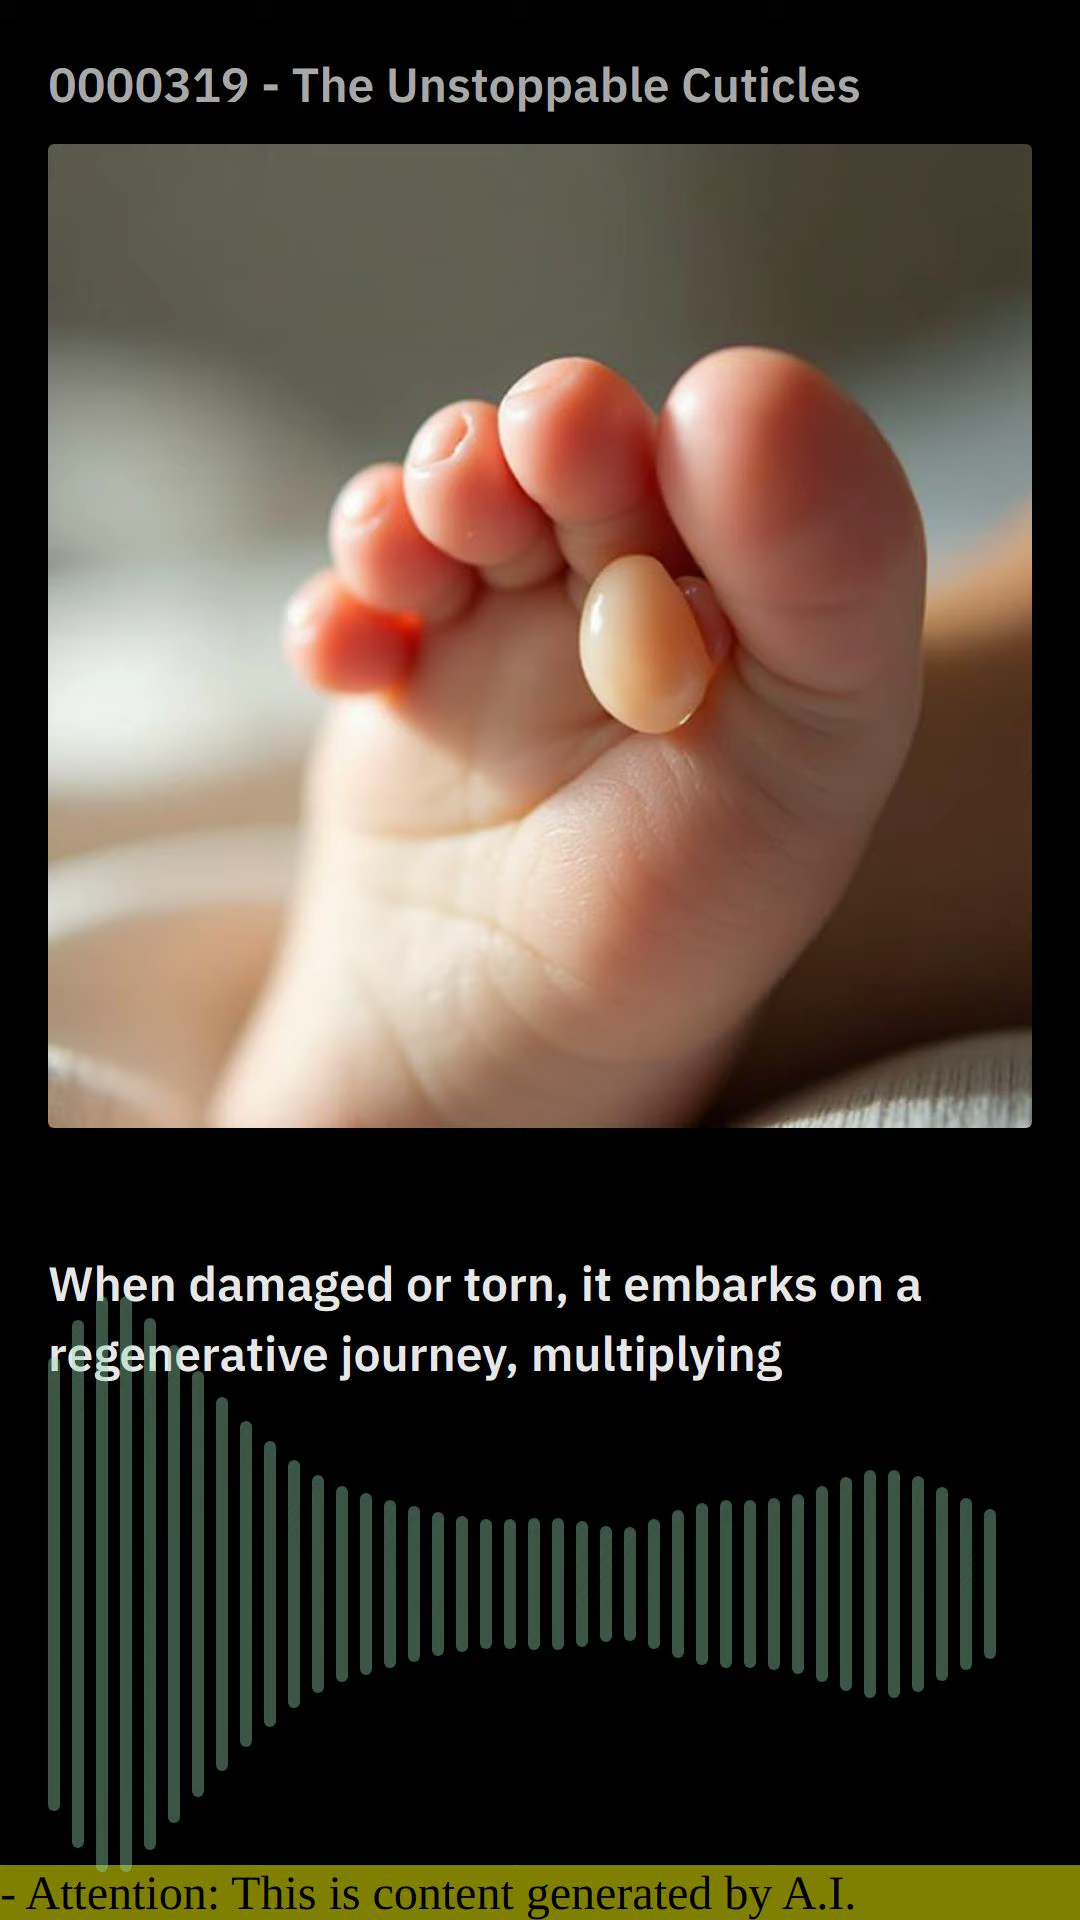 0000319 - The Unstoppable Cuticles
When damaged or torn, it embarks on a
regenerative journey, multiplying
- Attention: This is content generated by A.I.